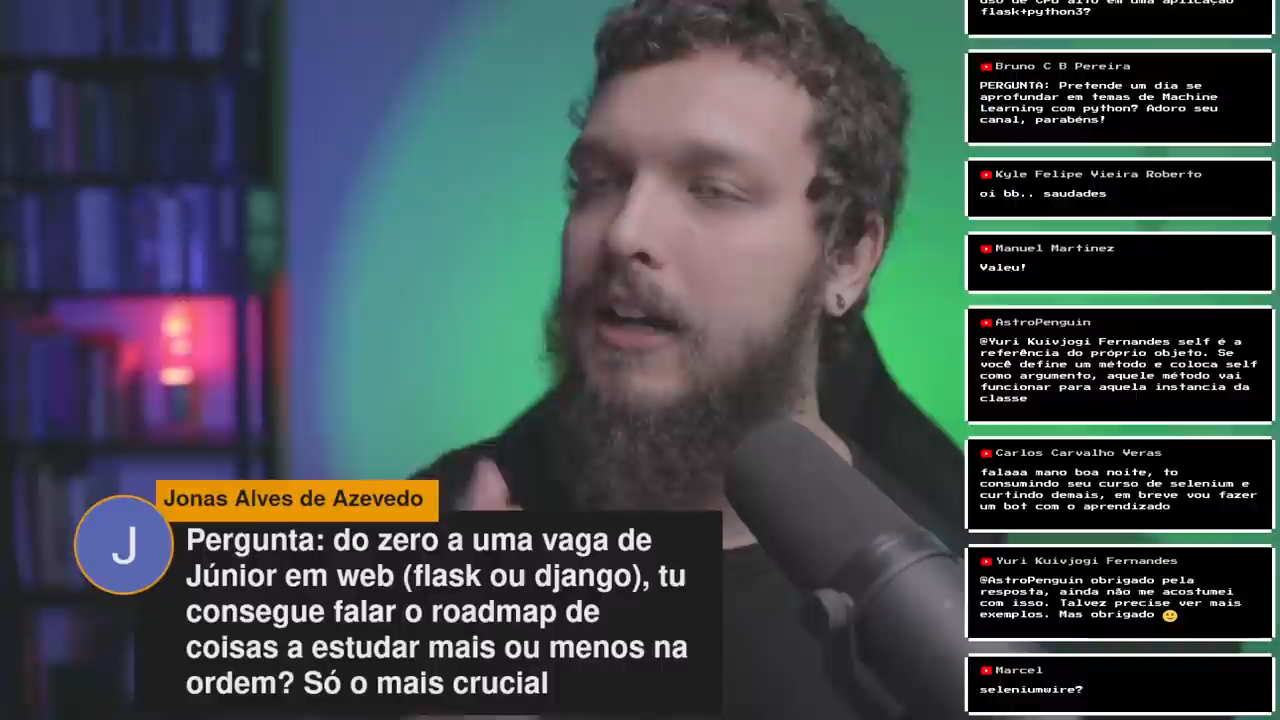 uso de CPU alto em uma aplicação
flask+python3?
Bruno C B Pereira
PERGUNTA: Pretende um dia se
aprofundar em temas de Machine
Learning com python? Adoro seu
canal, parabéns!
Kyle Felipe Vieira Roberto
oi bb.. saudades
Manuel Martinez
Valeu!
AstroPenguin
@Yuri Kuivjogi Fernandes self é a
referência do próprio objeto. Se
você define um método e coloca self
como argumento, aquele método vai
funcionar para aquela instancia da
classe
Carlos Carvalho Veras
falaaa mano boa noite, to
consumindo seu curso de selenium e
curtindo demais, em breve vou fazer
um bot com o aprendizado
Yuri Kuivjogi Fernandes
@AstroPenguin obrigado pela
resposta, ainda não me acostumei
com isso. Talvez precise ver mais
exemplos. Mas obrigado 🙂
Marcel
seleniumwire?
J
Jonas Alves de Azevedo
Pergunta: do zero a uma vaga de
Júnior em web (flask ou django), tu
consegue falar o roadmap de
coisas a estudar mais ou menos na
ordem? Só o mais crucial